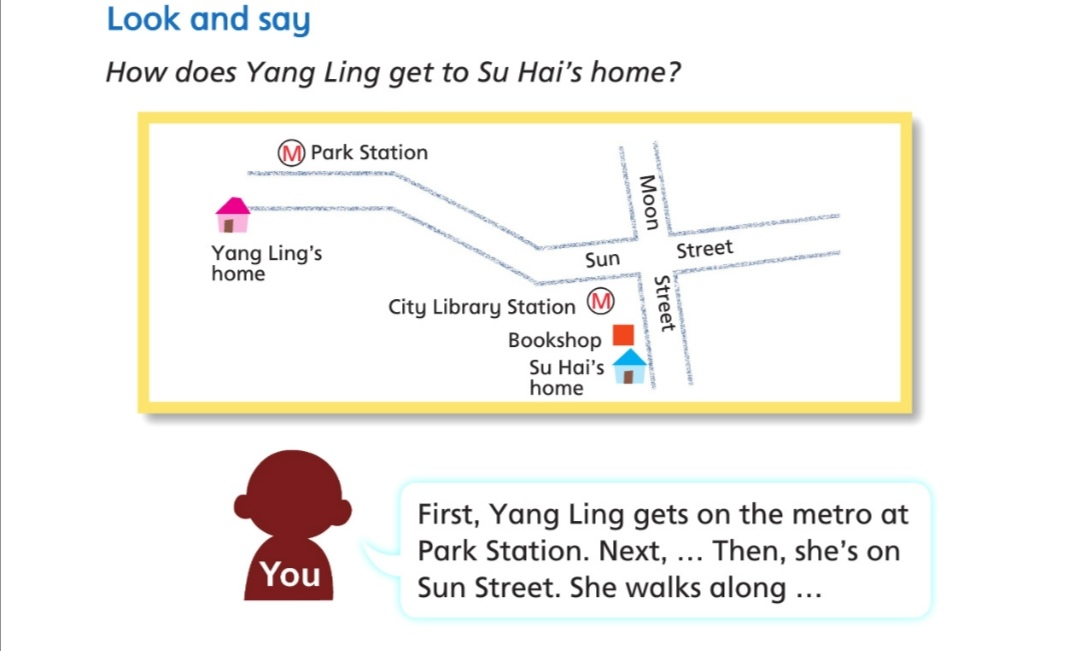 Look and say
How does Yang Ling get to Su Hai's home?
M Park Station
Moon
Yang Ling's
home
Sun
Street
Street
City Library Station M
Bookshop
Su Hai's
home
First, Yang Ling gets on the metro at
Park Station. Next, … Then, she's on
Sun Street. She walks along …
You